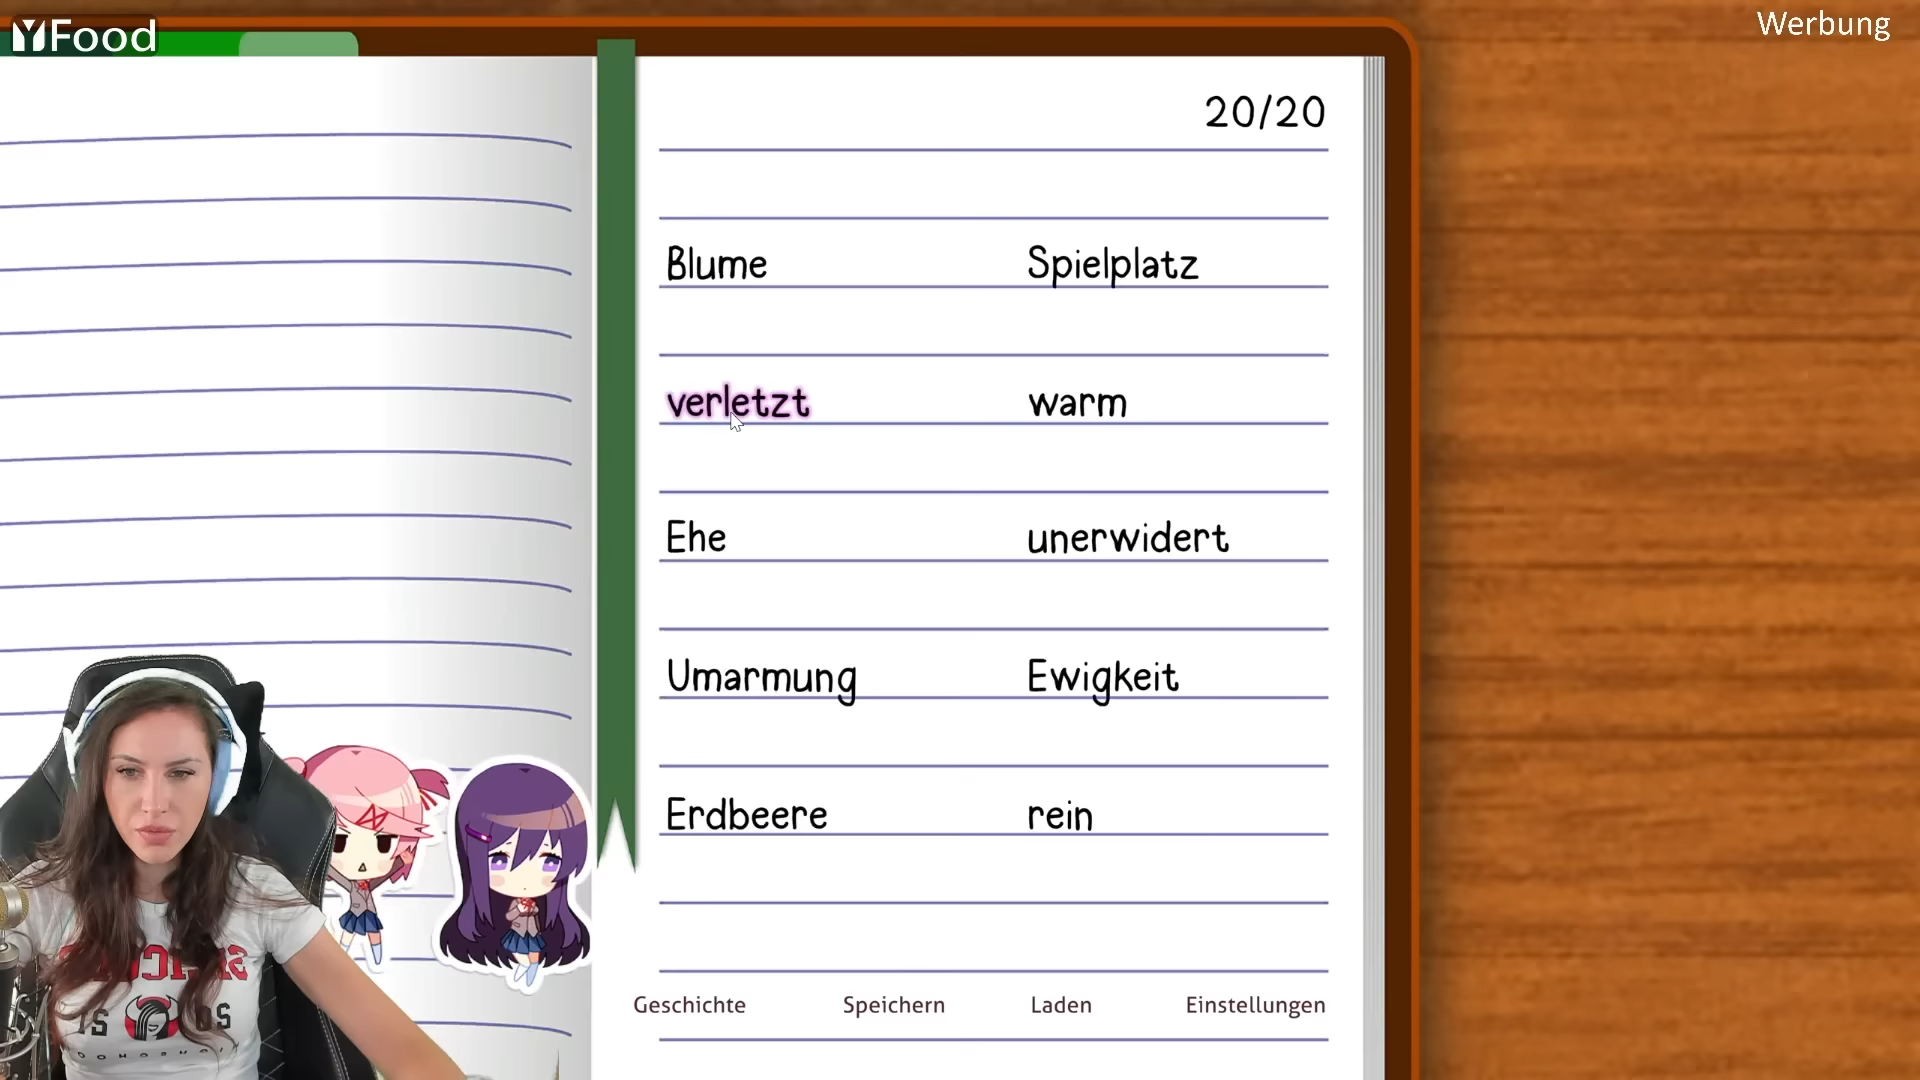 YFood
Werbung
20/20
Blume Spielplatz
verletzt warm
Ehe unerwidert
Umarmung Ewigkeit
Erdbeere rein
Geschichte Speichern Laden Einstellungen